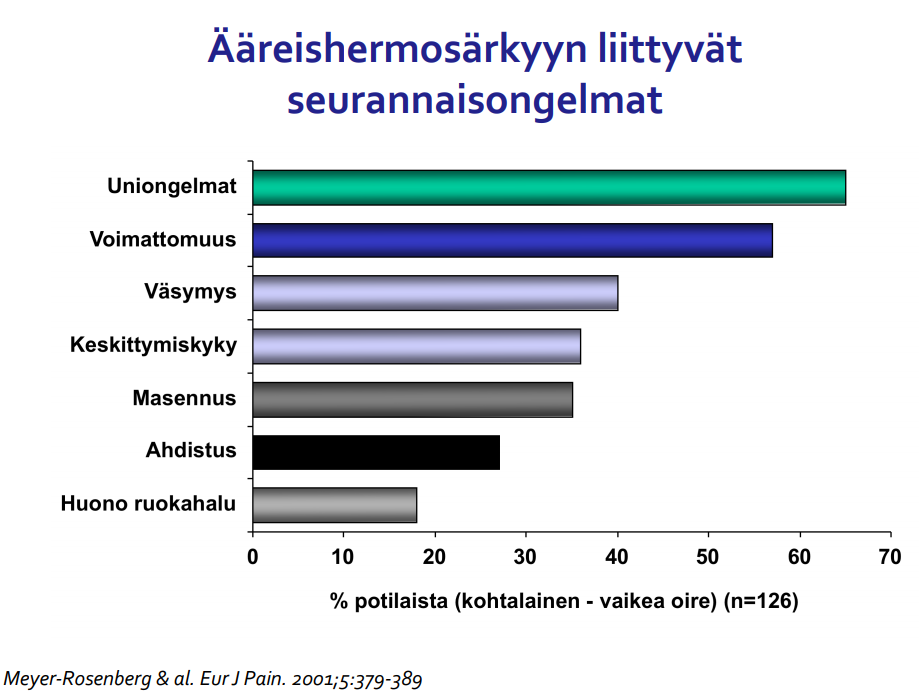 Ääreishermosärkyyn liittyvät
seurannaisongelmat
Uniongelmat
Voimattomuus
Väsymys
Keskittymiskyky
Masennus
Ahdistus
Huono ruokahalu
0 10 20 30 40 50 60 70
% potilaista (kohtalainen - vaikea oire) (n=126)
Meyer-Rosenberg & al. Eur J Pain. 2001;5:379-389